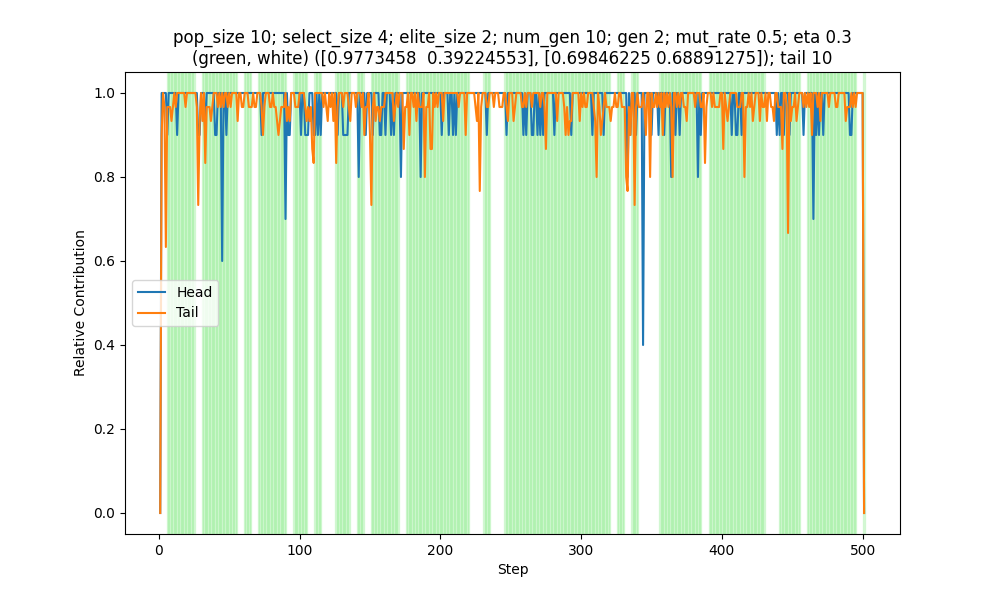 pop_size 10; select_size 4; elite_size 2; num_gen 10; gen 2; mut_rate 0.5; eta 0.3
(green, white) ([0.9773458  0.39224553], [0.69846225 0.68891275]); tail 10
1.0
0.8
0.6
0.4
0.2
0.0
Relative Contribution
Head
Tail
0
100
200
300
400
500
Step